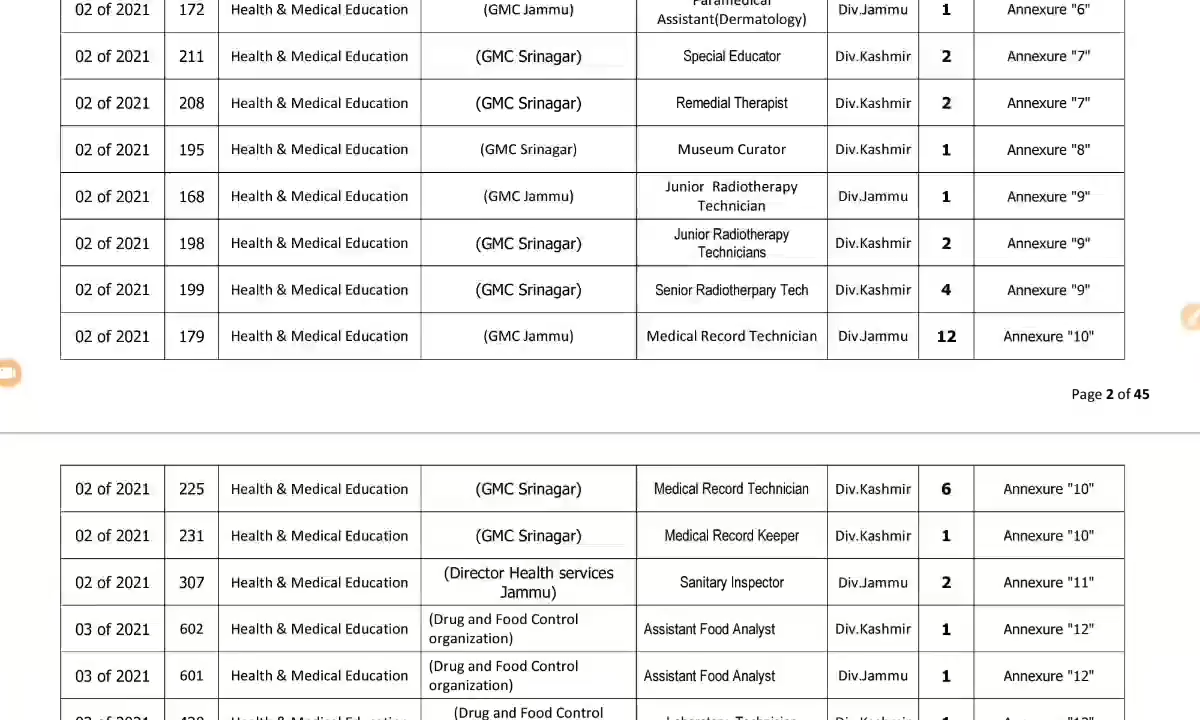 02 of 2021 172 Health & Medical Education (GMC Jammu) Paramedical Assistant(Dermatology) Div.Jammu 1 Annexure "6"
02 of 2021 211 Health & Medical Education (GMC Srinagar) Special Educator Div.Kashmir 2 Annexure "7"
02 of 2021 208 Health & Medical Education (GMC Srinagar) Remedial Therapist Div.Kashmir 2 Annexure "7"
02 of 2021 195 Health & Medical Education (GMC Srinagar) Museum Curator Div.Kashmir 1 Annexure "8"
02 of 2021 168 Health & Medical Education (GMC Jammu) Junior Radiotherapy Technician Div.Jammu 1 Annexure "9"
02 of 2021 198 Health & Medical Education (GMC Srinagar) Junior Radiotherapy Technicians Div.Kashmir 2 Annexure "9"
02 of 2021 199 Health & Medical Education (GMC Srinagar) Senior Radiotherpary Tech Div.Kashmir 4 Annexure "9"
02 of 2021 179 Health & Medical Education (GMC Jammu) Medical Record Technician Div.Jammu 12 Annexure "10"
Page 2 of 45
02 of 2021 225 Health & Medical Education (GMC Srinagar) Medical Record Technician Div.Kashmir 6 Annexure "10"
02 of 2021 231 Health & Medical Education (GMC Srinagar) Medical Record Keeper Div.Kashmir 1 Annexure "10"
02 of 2021 307 Health & Medical Education (Director Health services Jammu) Sanitary Inspector Div.Jammu 2 Annexure "11"
03 of 2021 602 Health & Medical Education (Drug and Food Control organization) Assistant Food Analyst Div.Kashmir 1 Annexure "12"
03 of 2021 601 Health & Medical Education (Drug and Food Control organization) Assistant Food Analyst Div.Jammu 1 Annexure "12"
(Drug and Food Control